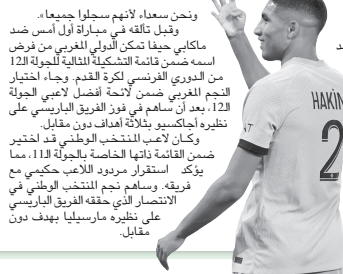 ونحن سعداء لأنهم سجلوا جميعا».
وقبل تألقه في مباراة أول أمس ضد
ماكابي حيفا تمكن الدولي المغربي من فرض
اسمه ضمن قائمة التشكيلة المثالية للجولة الـ12
من الدوري الفرنسي لكرة القدم. وجاء اختيار
النجم المغربي ضمن لائحة أفضل لاعبي الجولة
الـ12، بعد أن ساهم في فوز الفريق الباريسي على
نظيره أجاكسيو بثلاثة أهداف دون مقابل.
وكان لاعب المنتخب الوطني قد اختير
ضمن القائمة ذاتها الخاصة بالجولة الـ11، مما
يؤكد استقرار مردود اللاعب حكيمي مع
فريقه. وساهم نجم المنتخب الوطني في
الانتصار الذي حققه الفريق الباريسي
على نظيره مارسيليا بهدف دون
مقابل.
HAKIM
2